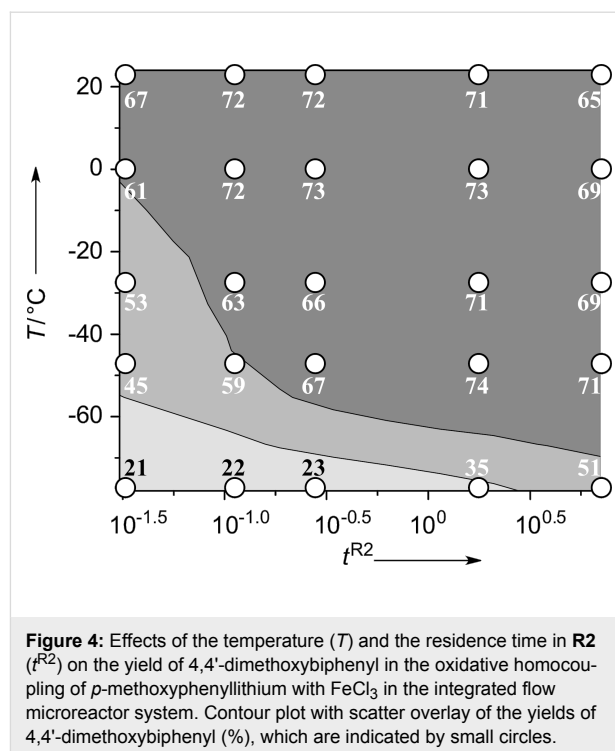 20
67 72 72 71 65
0
61 72 73 73 69
-20
53 63 66 71 69
T/°C
-40
45 59 67 74 71
-60
21 22 23 35 51
10^-1.5 10^-1.0 10^-0.5 10^0 10^0.5
t^R2
Figure 4: Effects of the temperature (T) and the residence time in R2
(t^R2) on the yield of 4,4'-dimethoxybiphenyl in the oxidative homocou-
pling of p-methoxyphenyllithium with FeCl₃ in the integrated flow
microreactor system. Contour plot with scatter overlay of the yields of
4,4'-dimethoxybiphenyl (%), which are indicated by small circles.